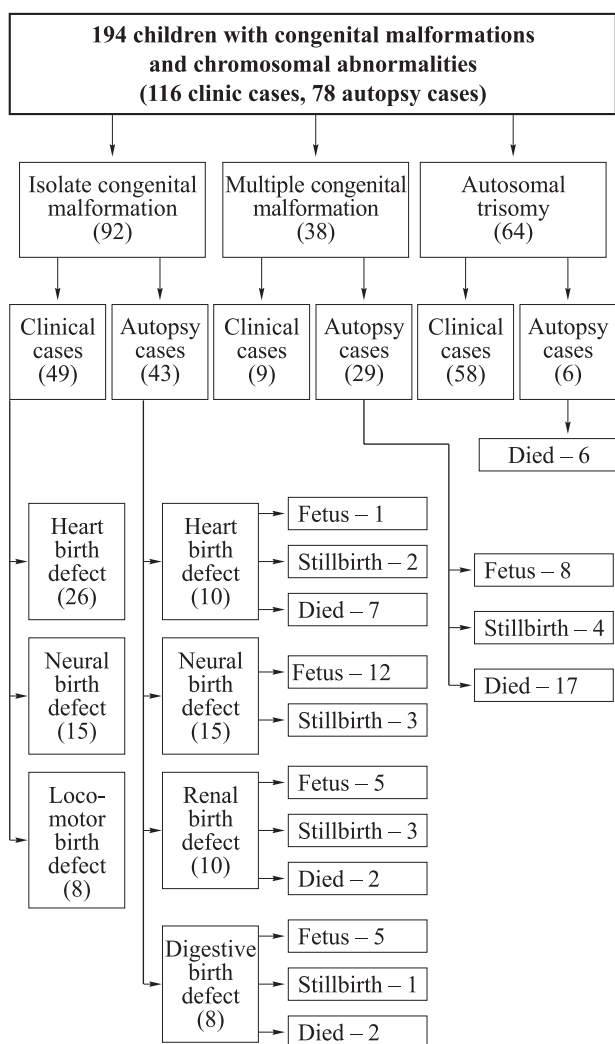 194 children with congenital malformations
and chromosomal abnormalities
(116 clinic cases, 78 autopsy cases)
Isolate congenital
malformation
(92)
Multiple congenital
malformation
(38)
Autosomal
trisomy
(64)
Clinical
cases
(49)
Autopsy
cases
(43)
Clinical
cases
(9)
Autopsy
cases
(29)
Clinical
cases
(58)
Autopsy
cases
(6)
Died – 6
Heart
birth
defect
(26)
Neural
birth
defect
(15)
Loco-
motor
birth
defect
(8)
Heart
birth
defect
(10)
Fetus – 1
Stillbirth – 2
Died – 7
Neural
birth
defect
(15)
Fetus – 12
Stillbirth – 3
Renal
birth
defect
(10)
Fetus – 5
Stillbirth – 3
Died – 2
Digestive
birth
defect
(8)
Fetus – 5
Stillbirth – 1
Died – 2
Fetus – 8
Stillbirth – 4
Died – 17